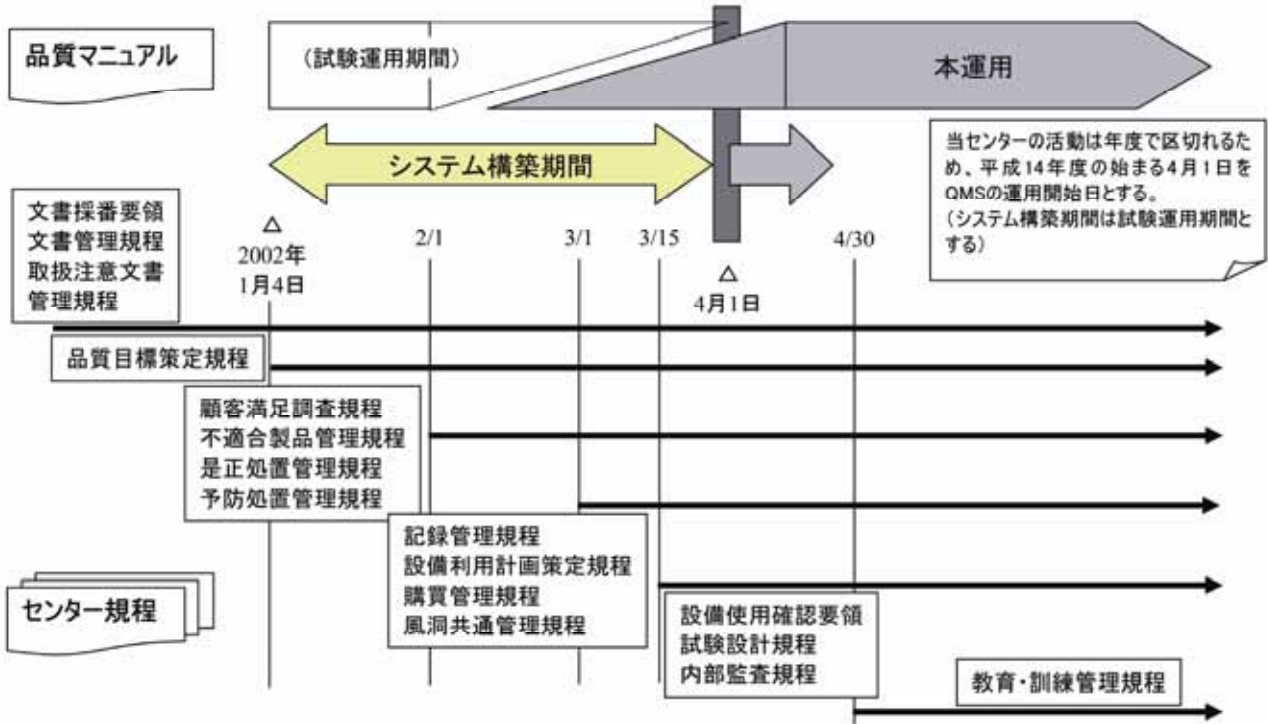 品質マニュアル
(試験運用期間)
本運用
システム構築期間
当センターの活動は年度で区切れるた
め、平成14年度の始まる4月1日を
QMSの運用開始日とする。
(システム構築期間は試験運用期間と
する)
文書採番要領
文書管理規程
取扱注意文書
管理規程
△
2002年
1月4日
2/1
3/1
3/15
△
4月1日
4/30
品質目標策定規程
顧客満足調査規程
不適合製品管理規程
是正処置管理規程
予防処置管理規程
記録管理規程
設備利用計画策定規程
購買管理規程
風洞共通管理規程
センター規程
設備使用確認要領
試験設計規程
内部監査規程
教育・訓練管理規程